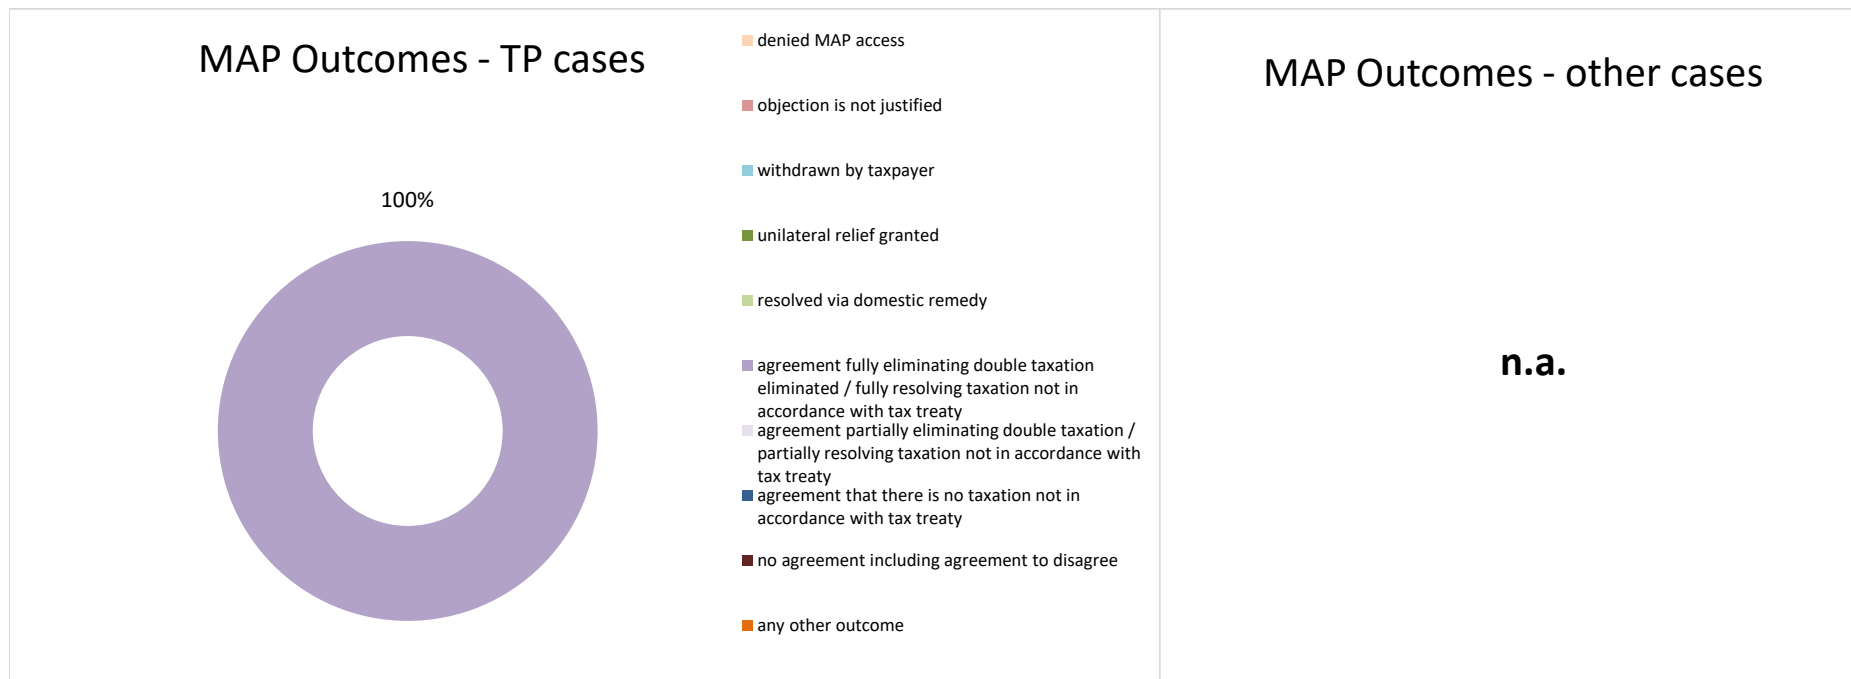 MAP Outcomes - TP cases
100%
denied MAP access
objection is not justified
withdrawn by taxpayer
unilateral relief granted
resolved via domestic remedy
agreement fully eliminating double taxation
eliminated / fully resolving taxation not in
accordance with tax treaty
agreement partially eliminating double taxation /
partially resolving taxation not in accordance with
tax treaty
agreement that there is no taxation not in
accordance with tax treaty
no agreement including agreement to disagree
any other outcome
MAP Outcomes - other cases
n.a.